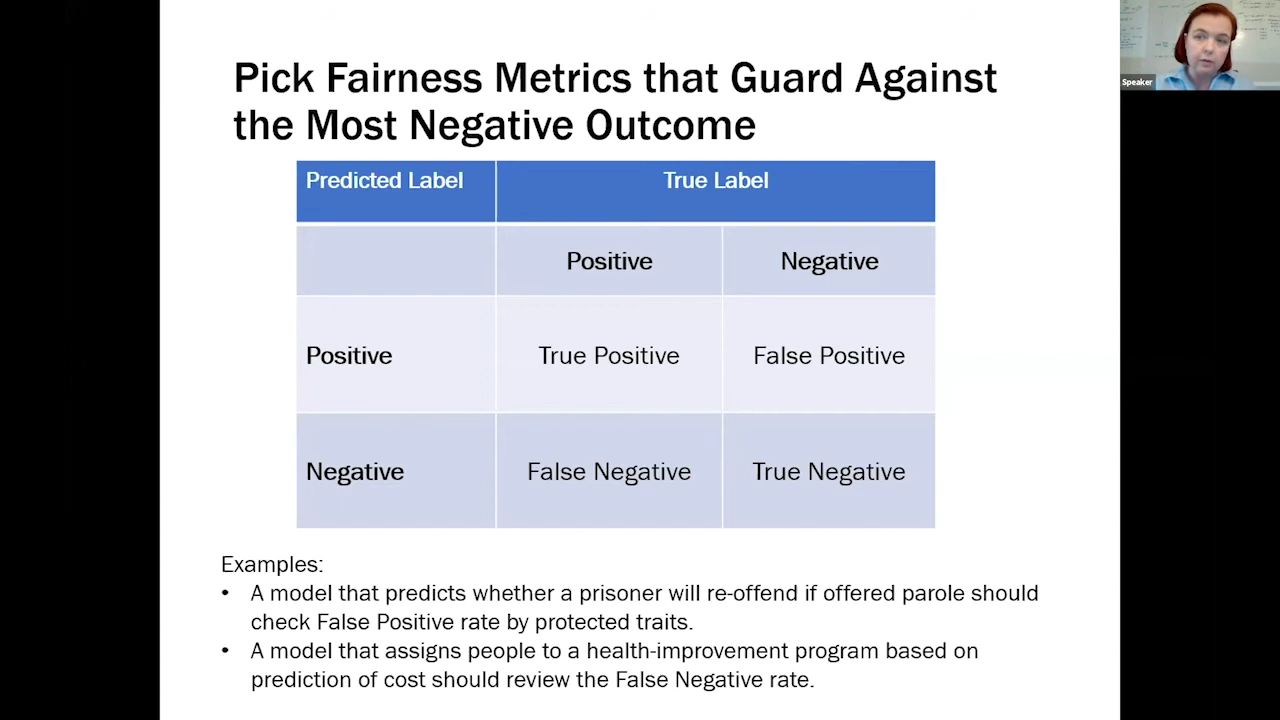 Pick Fairness Metrics that Guard Against
the Most Negative Outcome
Speaker
Predicted Label
True Label
Positive
Negative
Positive
True Positive
False Positive
Negative
False Negative
True Negative
Examples:
• A model that predicts whether a prisoner will re-offend if offered parole should
check False Positive rate by protected traits.
• A model that assigns people to a health-improvement program based on
prediction of cost should review the False Negative rate.